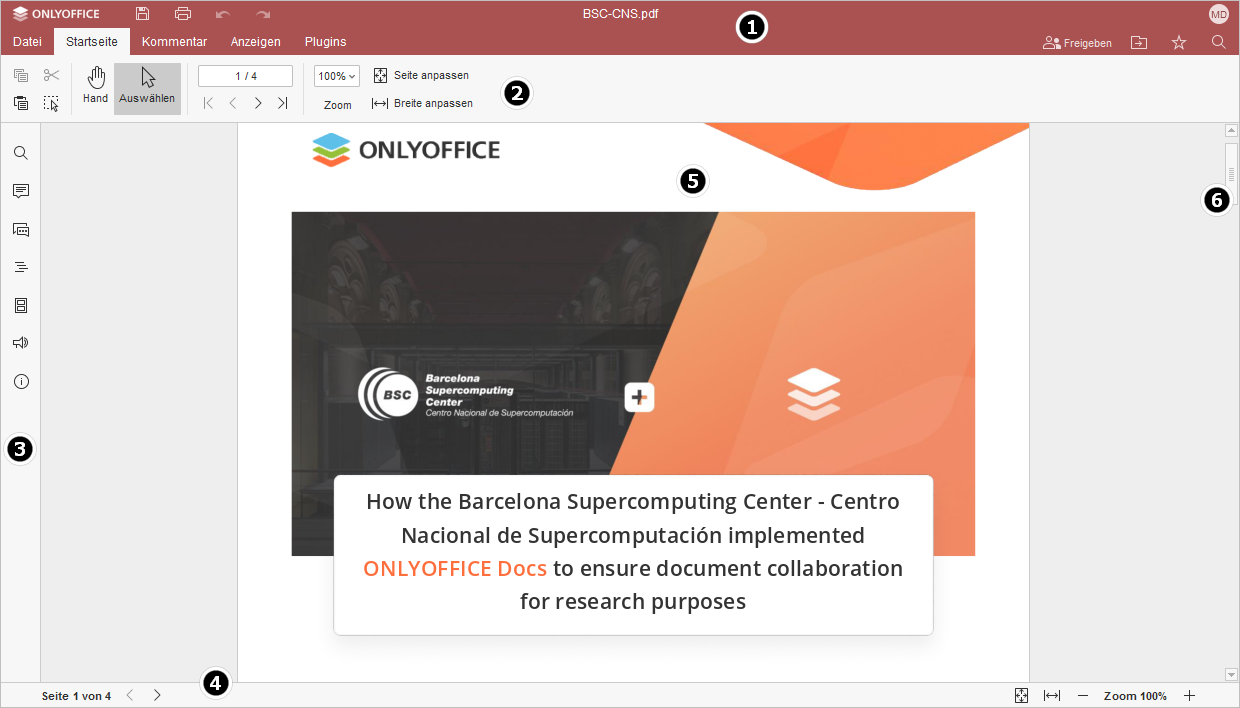 ONLYOFFICE
BSC-CNS.pdf
MD
Datei Startseite Kommentar Anzeigen Plugins
Freigeben
1
Hand
Auswählen
1 / 4
100%
Zoom
Seite anpassen
Breite anpassen
2
ONLYOFFICE
5
6
BSC
Barcelona
Supercomputing
Center
Centro Nacional de Supercomputación
3
How the Barcelona Supercomputing Center - Centro
Nacional de Supercomputación implemented
ONLYOFFICE Docs to ensure document collaboration
for research purposes
4
Seite 1 von 4
Zoom 100%